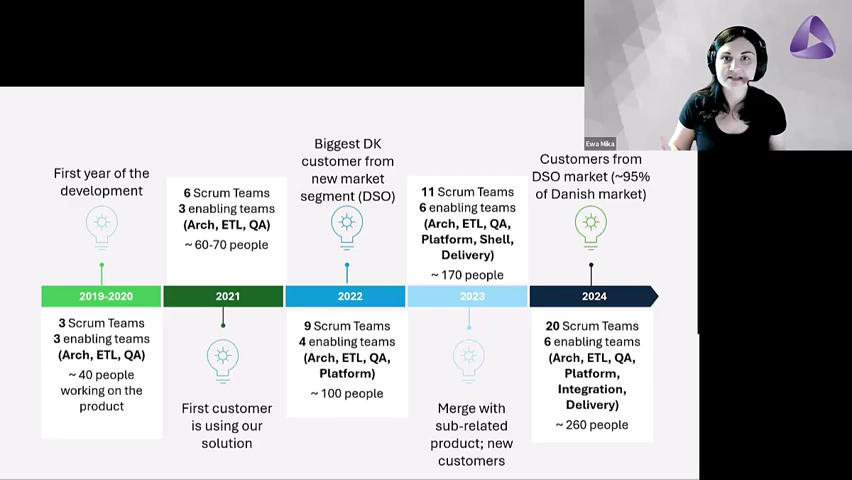 Ewa Mika
First year of the
development
6 Scrum Teams
3 enabling teams
(Arch, ETL, QA)
~ 60-70 people
Biggest DK
customer from
new market
segment (DSO)
11 Scrum Teams
6 enabling teams
(Arch, ETL, QA,
Platform, Shell,
Delivery)
~ 170 people
Customers from
DSO market (~95%
of Danish market)
2019-2020
2021
2022
2023
2024
3 Scrum Teams
3 enabling teams
(Arch, ETL, QA)
~ 40 people
working on the
product
First customer
is using our
solution
9 Scrum Teams
4 enabling teams
(Arch, ETL, QA,
Platform)
~ 100 people
Merge with
sub-related
product; new
customers
20 Scrum Teams
6 enabling teams
(Arch, ETL, QA,
Platform,
Integration,
Delivery)
~ 260 people